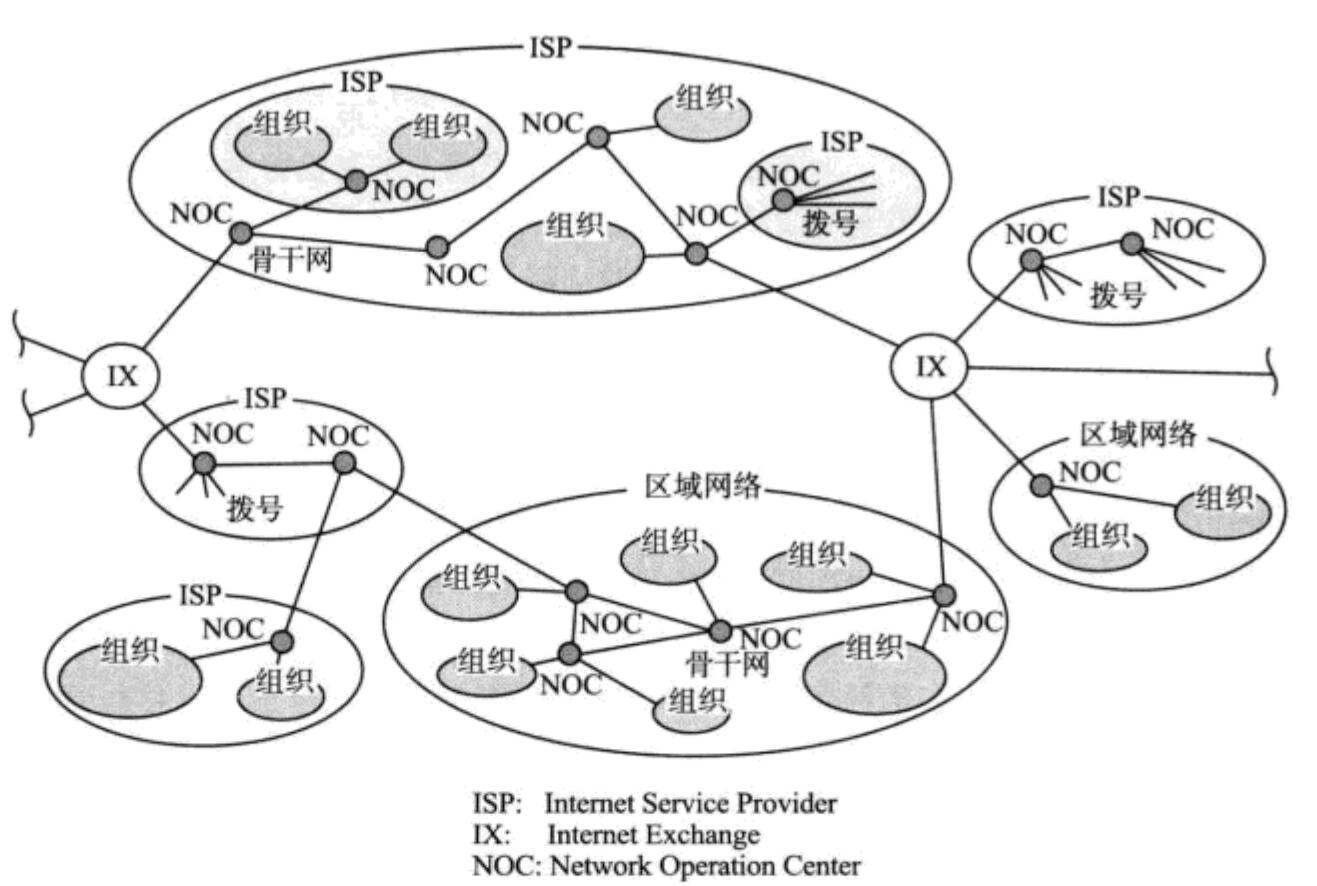 ISP
ISP
组织
组织
NOC
NOC
骨干网
NOC
NOC
组织
组织
NOC
ISP
NOC
拨号
ISP
NOC
NOC
拨号
IX
IX
ISP
NOC
NOC
拨号
区域网络
NOC
组织
组织
ISP
NOC
组织
组织
区域网络
组织
组织
组织
NOC
NOC
骨干网
NOC
组织
NOC
组织
组织
ISP: Internet Service Provider
IX: Internet Exchange
NOC: Network Operation Center